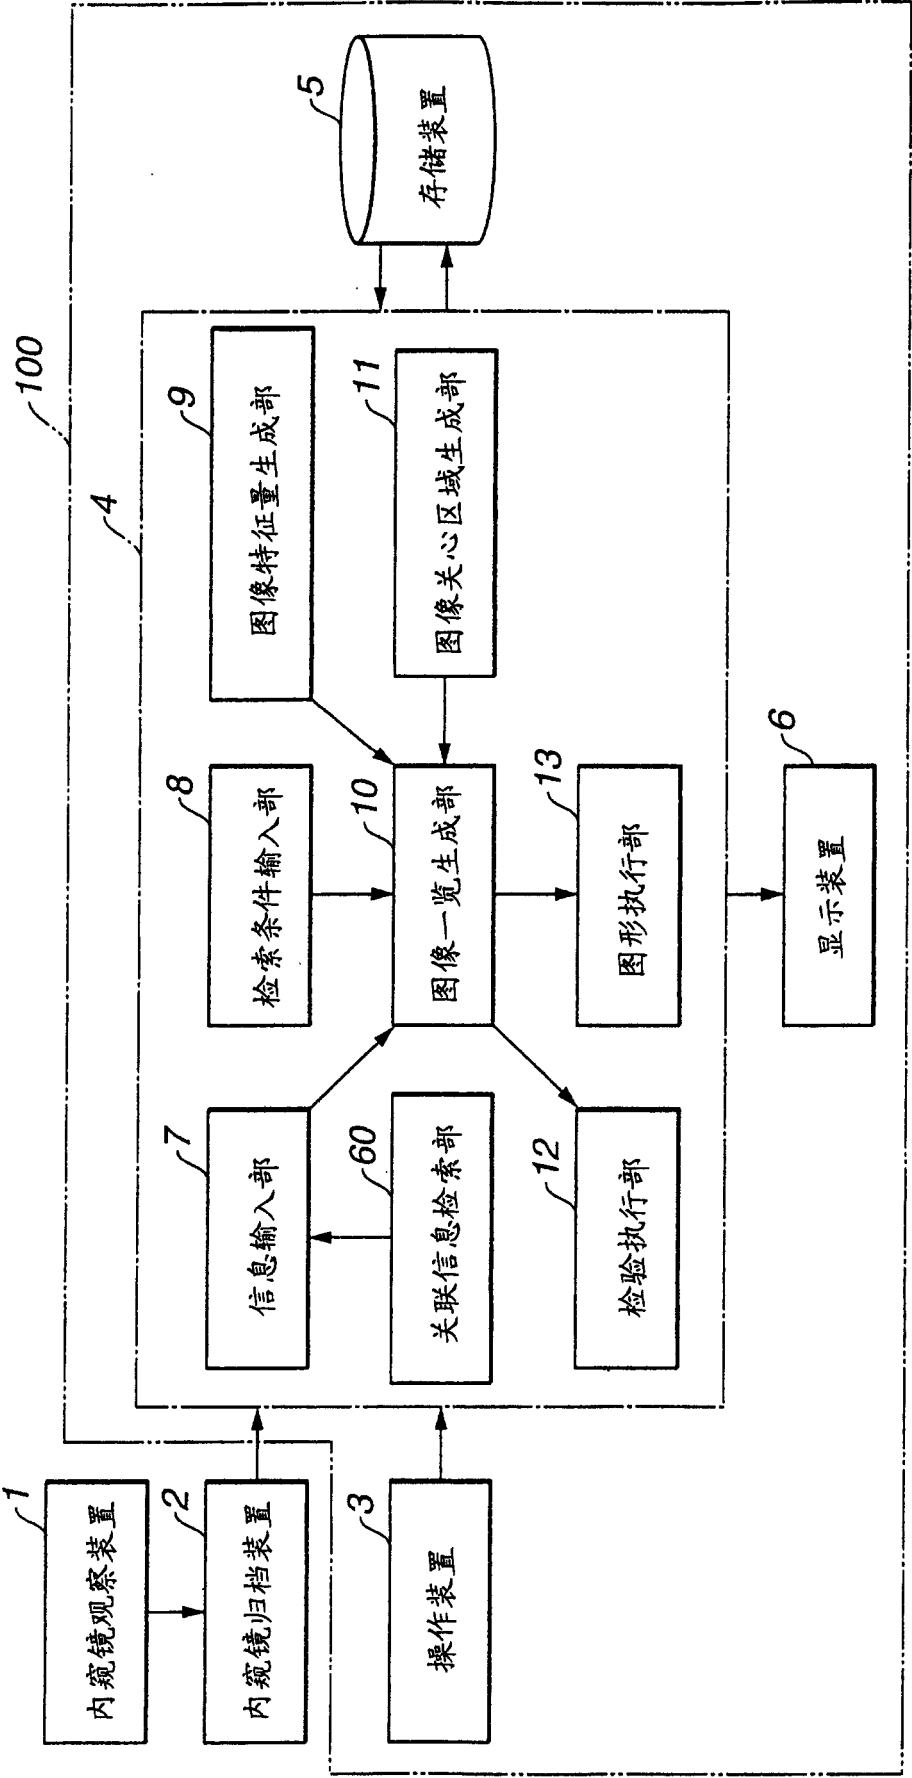 100
1
内窥镜观察装置
2
内窥镜归档装置
3
操作装置
4
7
信息输入部
8
检索条件输入部
9
图像特征量生成部
60
关联信息检索部
10
图像一览生成部
11
图像关心区域生成部
12
检验执行部
13
图形执行部
5
存储装置
6
显示装置